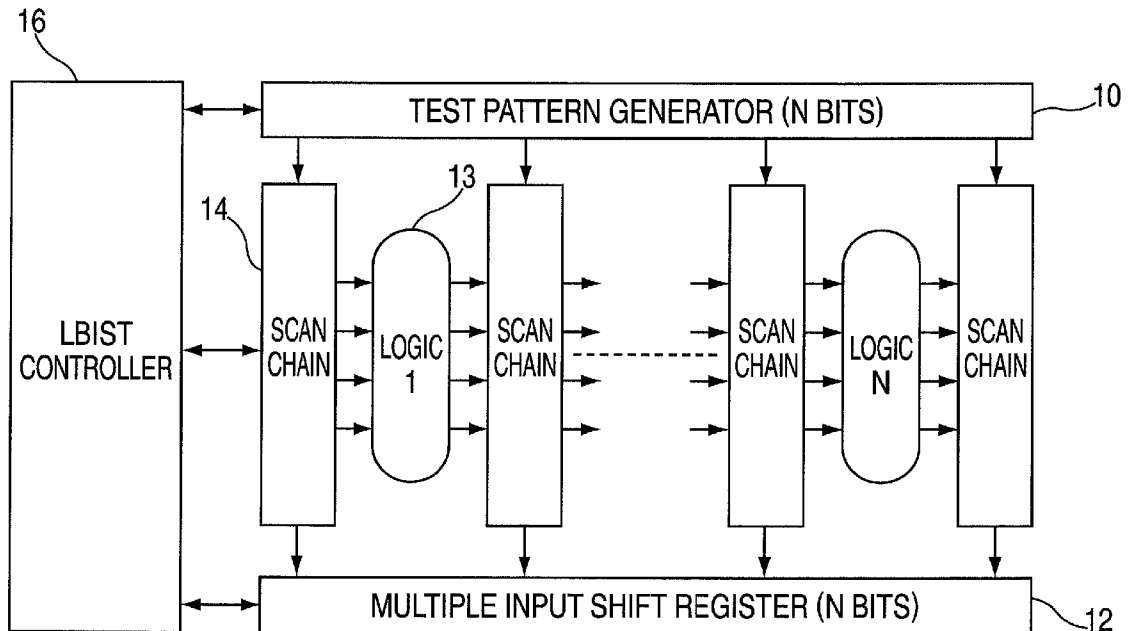 16
TEST PATTERN GENERATOR (N BITS)
10
13
14
LBIST
CONTROLLER
SCAN
CHAIN
LOGIC
1
SCAN
CHAIN
SCAN
CHAIN
LOGIC
N
SCAN
CHAIN
MULTIPLE INPUT SHIFT REGISTER (N BITS)
12